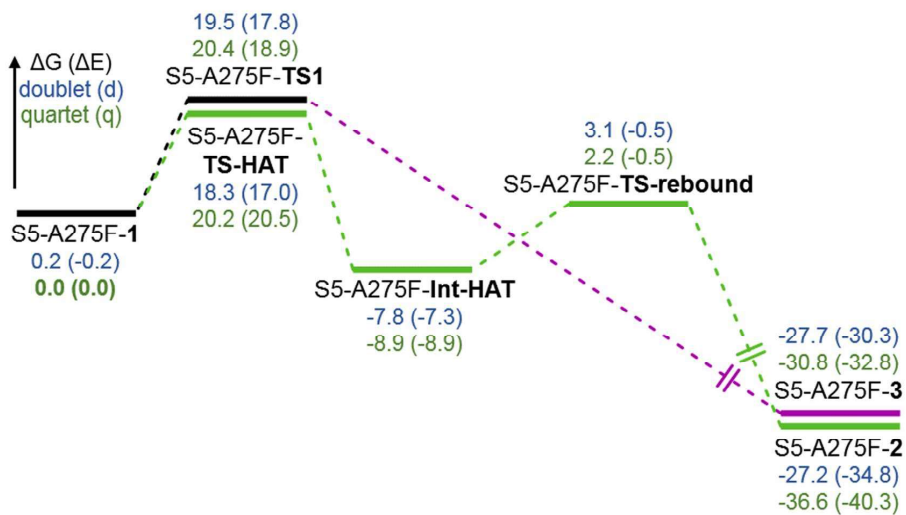 19.5 (17.8)
20.4 (18.9)
S5-A275F-TS1
ΔG (ΔE)
doublet (d)
quartet (q)
S5-A275F-
TS-HAT
18.3 (17.0)
20.2 (20.5)
S5-A275F-1
0.2 (-0.2)
0.0 (0.0)
3.1 (-0.5)
2.2 (-0.5)
S5-A275F-TS-rebound
S5-A275F-Int-HAT
-7.8 (-7.3)
-8.9 (-8.9)
-27.7 (-30.3)
-30.8 (-32.8)
S5-A275F-3
S5-A275F-2
-27.2 (-34.8)
-36.6 (-40.3)